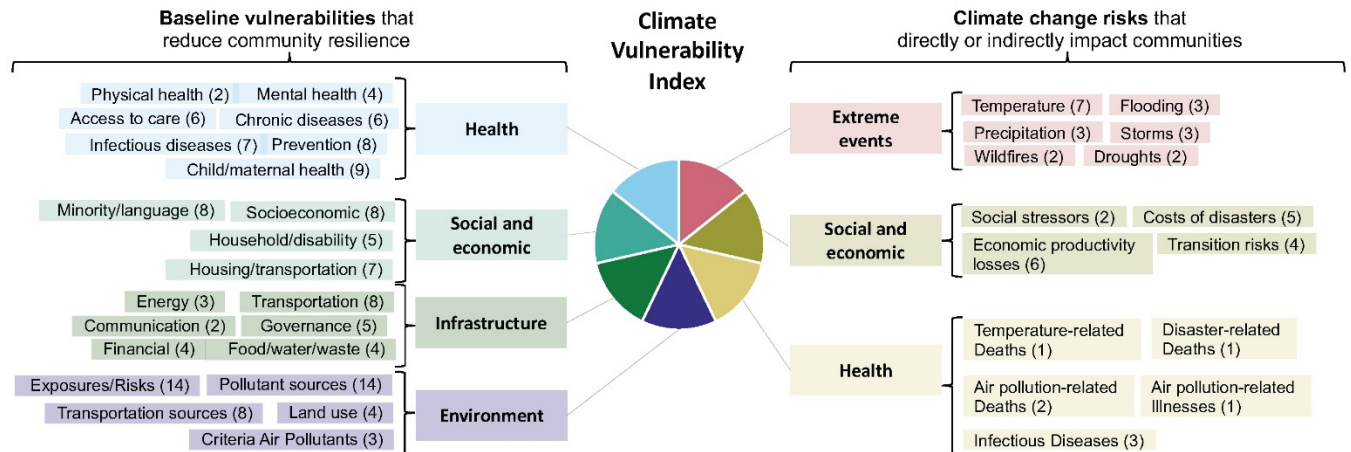 Baseline vulnerabilities that
reduce community resilience
Climate
Vulnerability
Index
Climate change risks that
directly or indirectly impact communities
Physical health (2)
Mental health (4)
Access to care (6)
Chronic diseases (6)
Infectious diseases (7)
Prevention (8)
Child/maternal health (9)
Health
Minority/language (8)
Socioeconomic (8)
Household/disability (5)
Housing/transportation (7)
Social and
economic
Energy (3)
Transportation (8)
Communication (2)
Governance (5)
Financial (4)
Food/water/waste (4)
Infrastructure
Exposures/Risks (14)
Pollutant sources (14)
Transportation sources (8)
Land use (4)
Criteria Air Pollutants (3)
Environment
Extreme
events
Temperature (7)
Flooding (3)
Precipitation (3)
Storms (3)
Wildfires (2)
Droughts (2)
Social and
economic
Social stressors (2)
Costs of disasters (5)
Economic productivity
losses (6)
Transition risks (4)
Health
Temperature-related
Deaths (1)
Disaster-related
Deaths (1)
Air pollution-related
Deaths (2)
Air pollution-related
Illnesses (1)
Infectious Diseases (3)